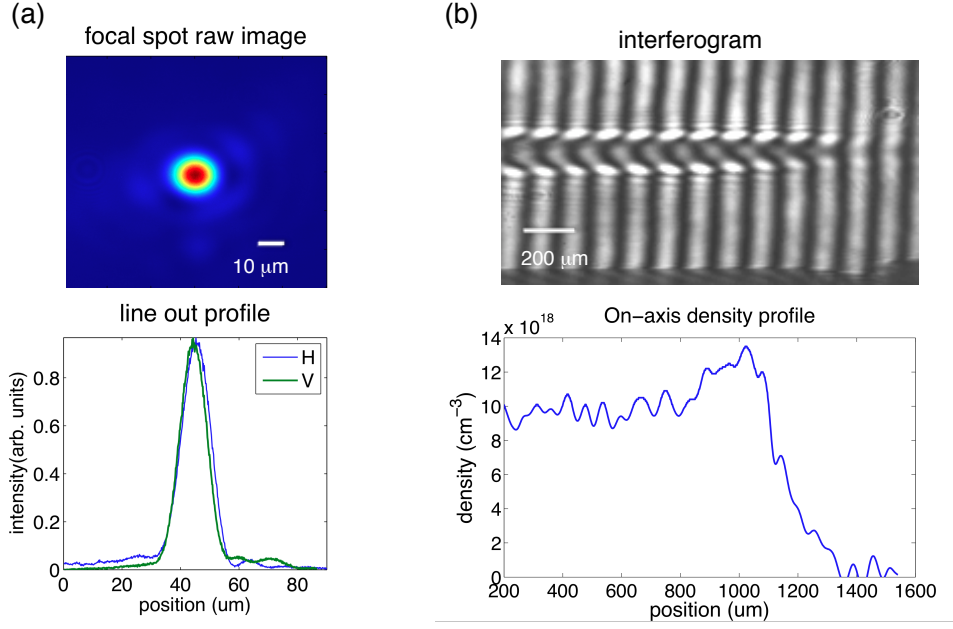 (a)
focal spot raw image
10 μm
line out profile
H
V
0.8
0.6
0.4
0.2
0
intensity(arb. units)
0 20 40 60 80
position (um)
(b)
interferogram
200 μm
On-axis density profile
x 10^18
14
12
10
8
6
4
2
0
density (cm^-3)
200 400 600 800 1000 1200 1400 1600
position (um)